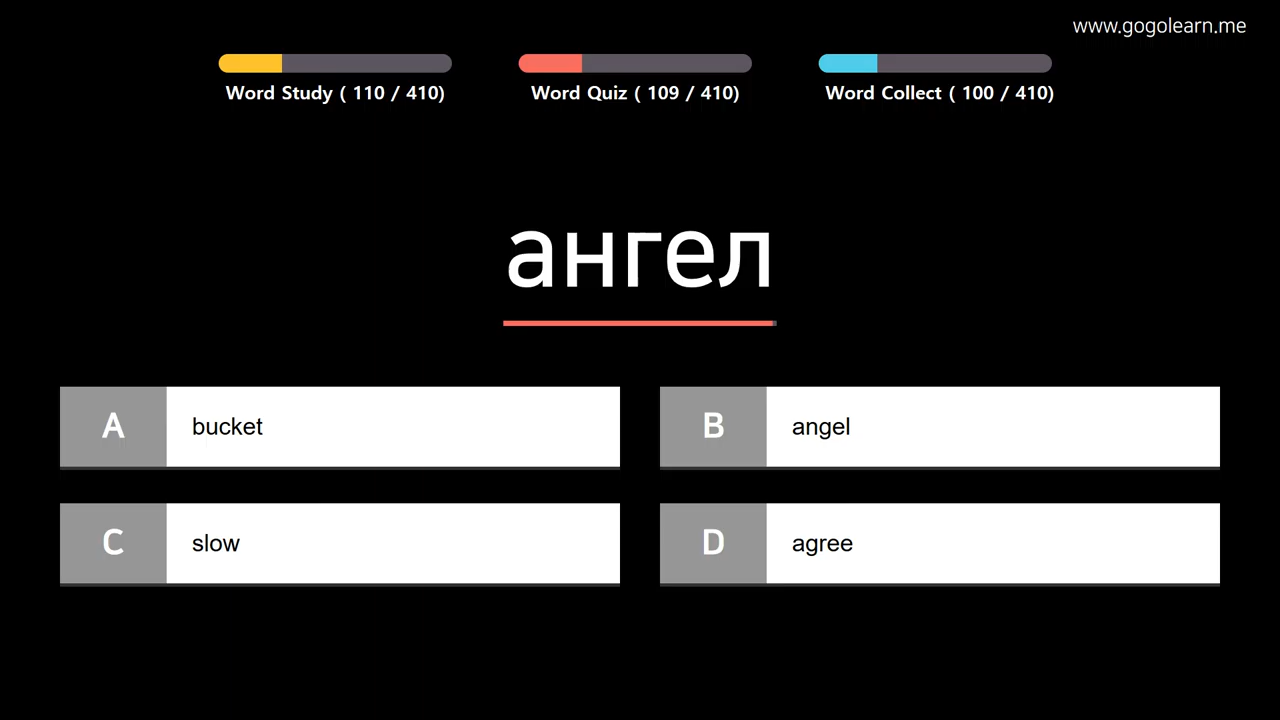 www.gogolearn.me
Word Study ( 110 / 410)
Word Quiz ( 109 / 410)
Word Collect ( 100 / 410)
ангел
A bucket
B angel
C slow
D agree